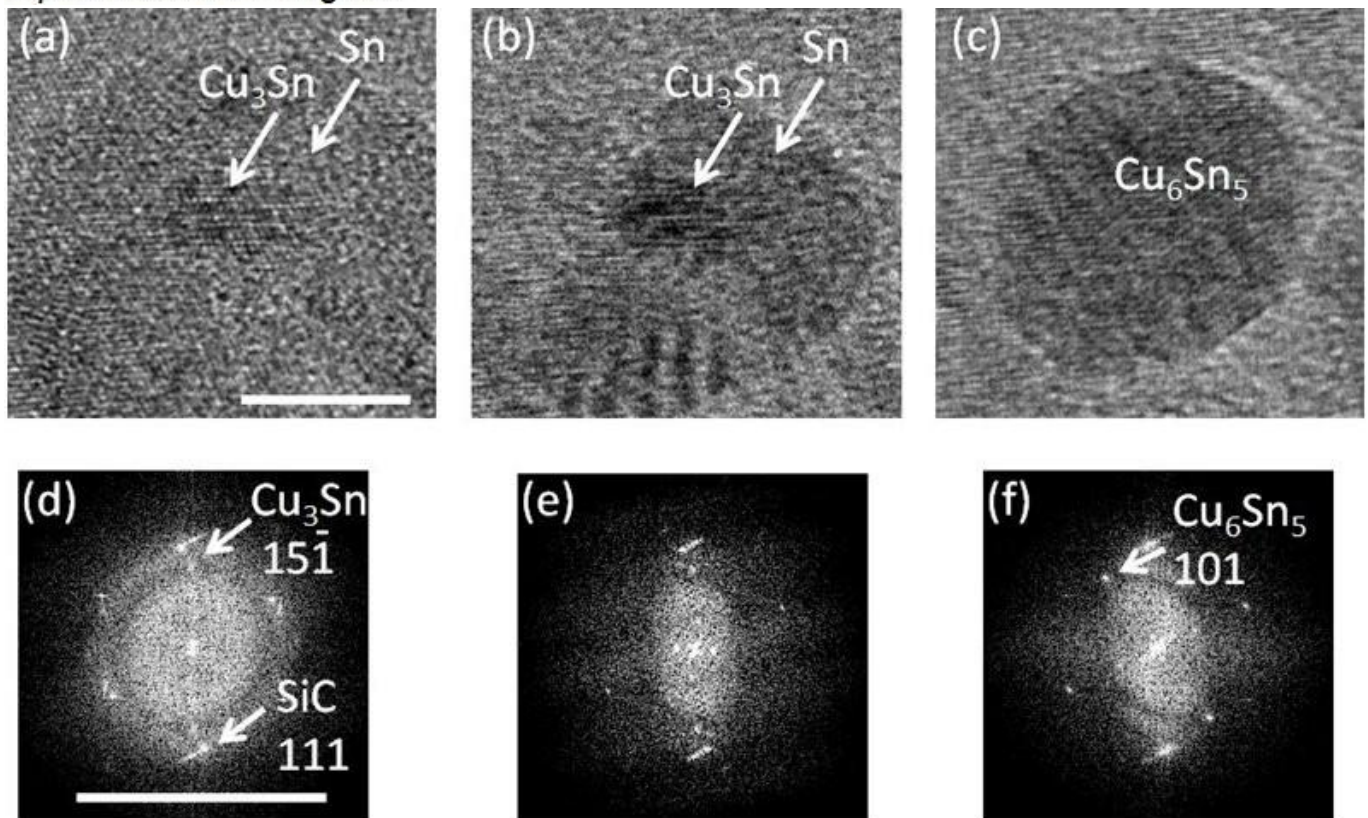 (a)
Sn
Cu₃Sn
(b)
Sn
Cu₃Sn
(c)
Cu₆Sn₅
(d)
Cu₃Sn
151̄
SiC
111
(e)
(f)
Cu₆Sn₅
101